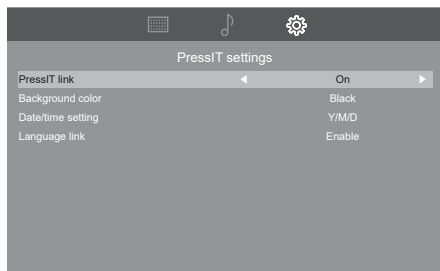 PressIT settings
PressIT link On
Background color Black
Date/time setting Y/M/D
Language link Enable